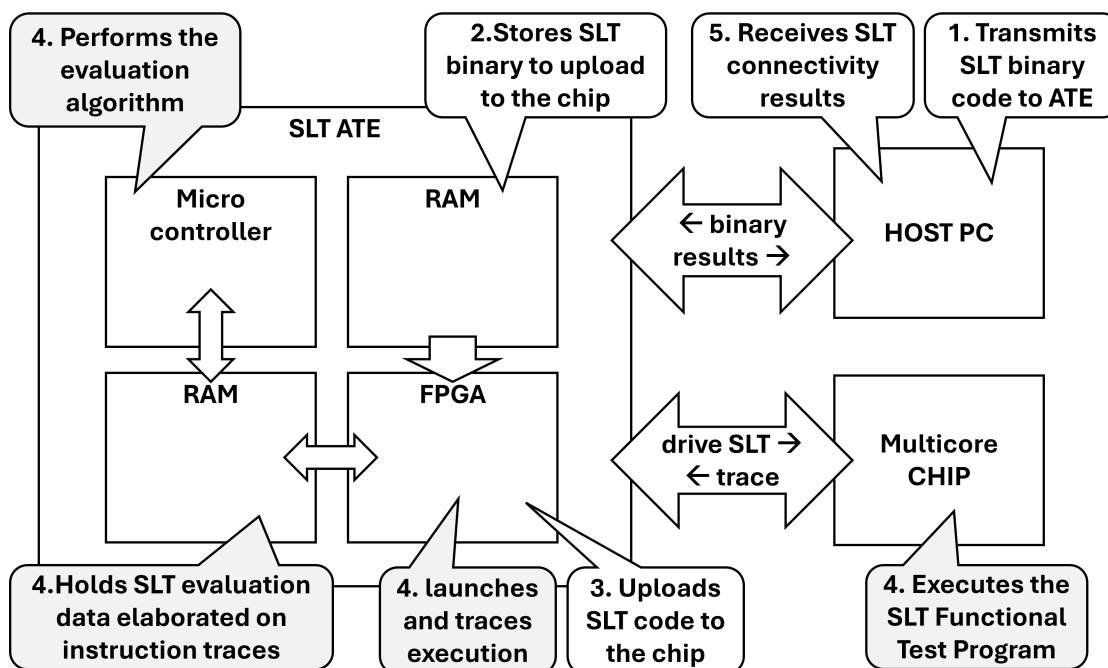 4. Performs the
evaluation
algorithm
2.Stores SLT
binary to upload
to the chip
5. Receives SLT
connectivity
results
1. Transmits
SLT binary
code to ATE
SLT ATE
Micro
controller
RAM
← binary
results →
HOST PC
RAM
FPGA
drive SLT →
← trace
Multicore
CHIP
4.Holds SLT evaluation
data elaborated on
instruction traces
4. launches
and traces
execution
3. Uploads
SLT code to
the chip
4. Executes the
SLT Functional
Test Program